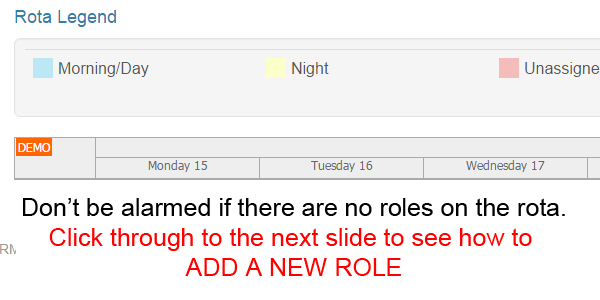 Rota Legend
Morning/Day Night Unassigne
DEMO
Monday 15 Tuesday 16 Wednesday 17
Don't be alarmed if there are no roles on the rota.
Click through to the next slide to see how to
RM
ADD A NEW ROLE